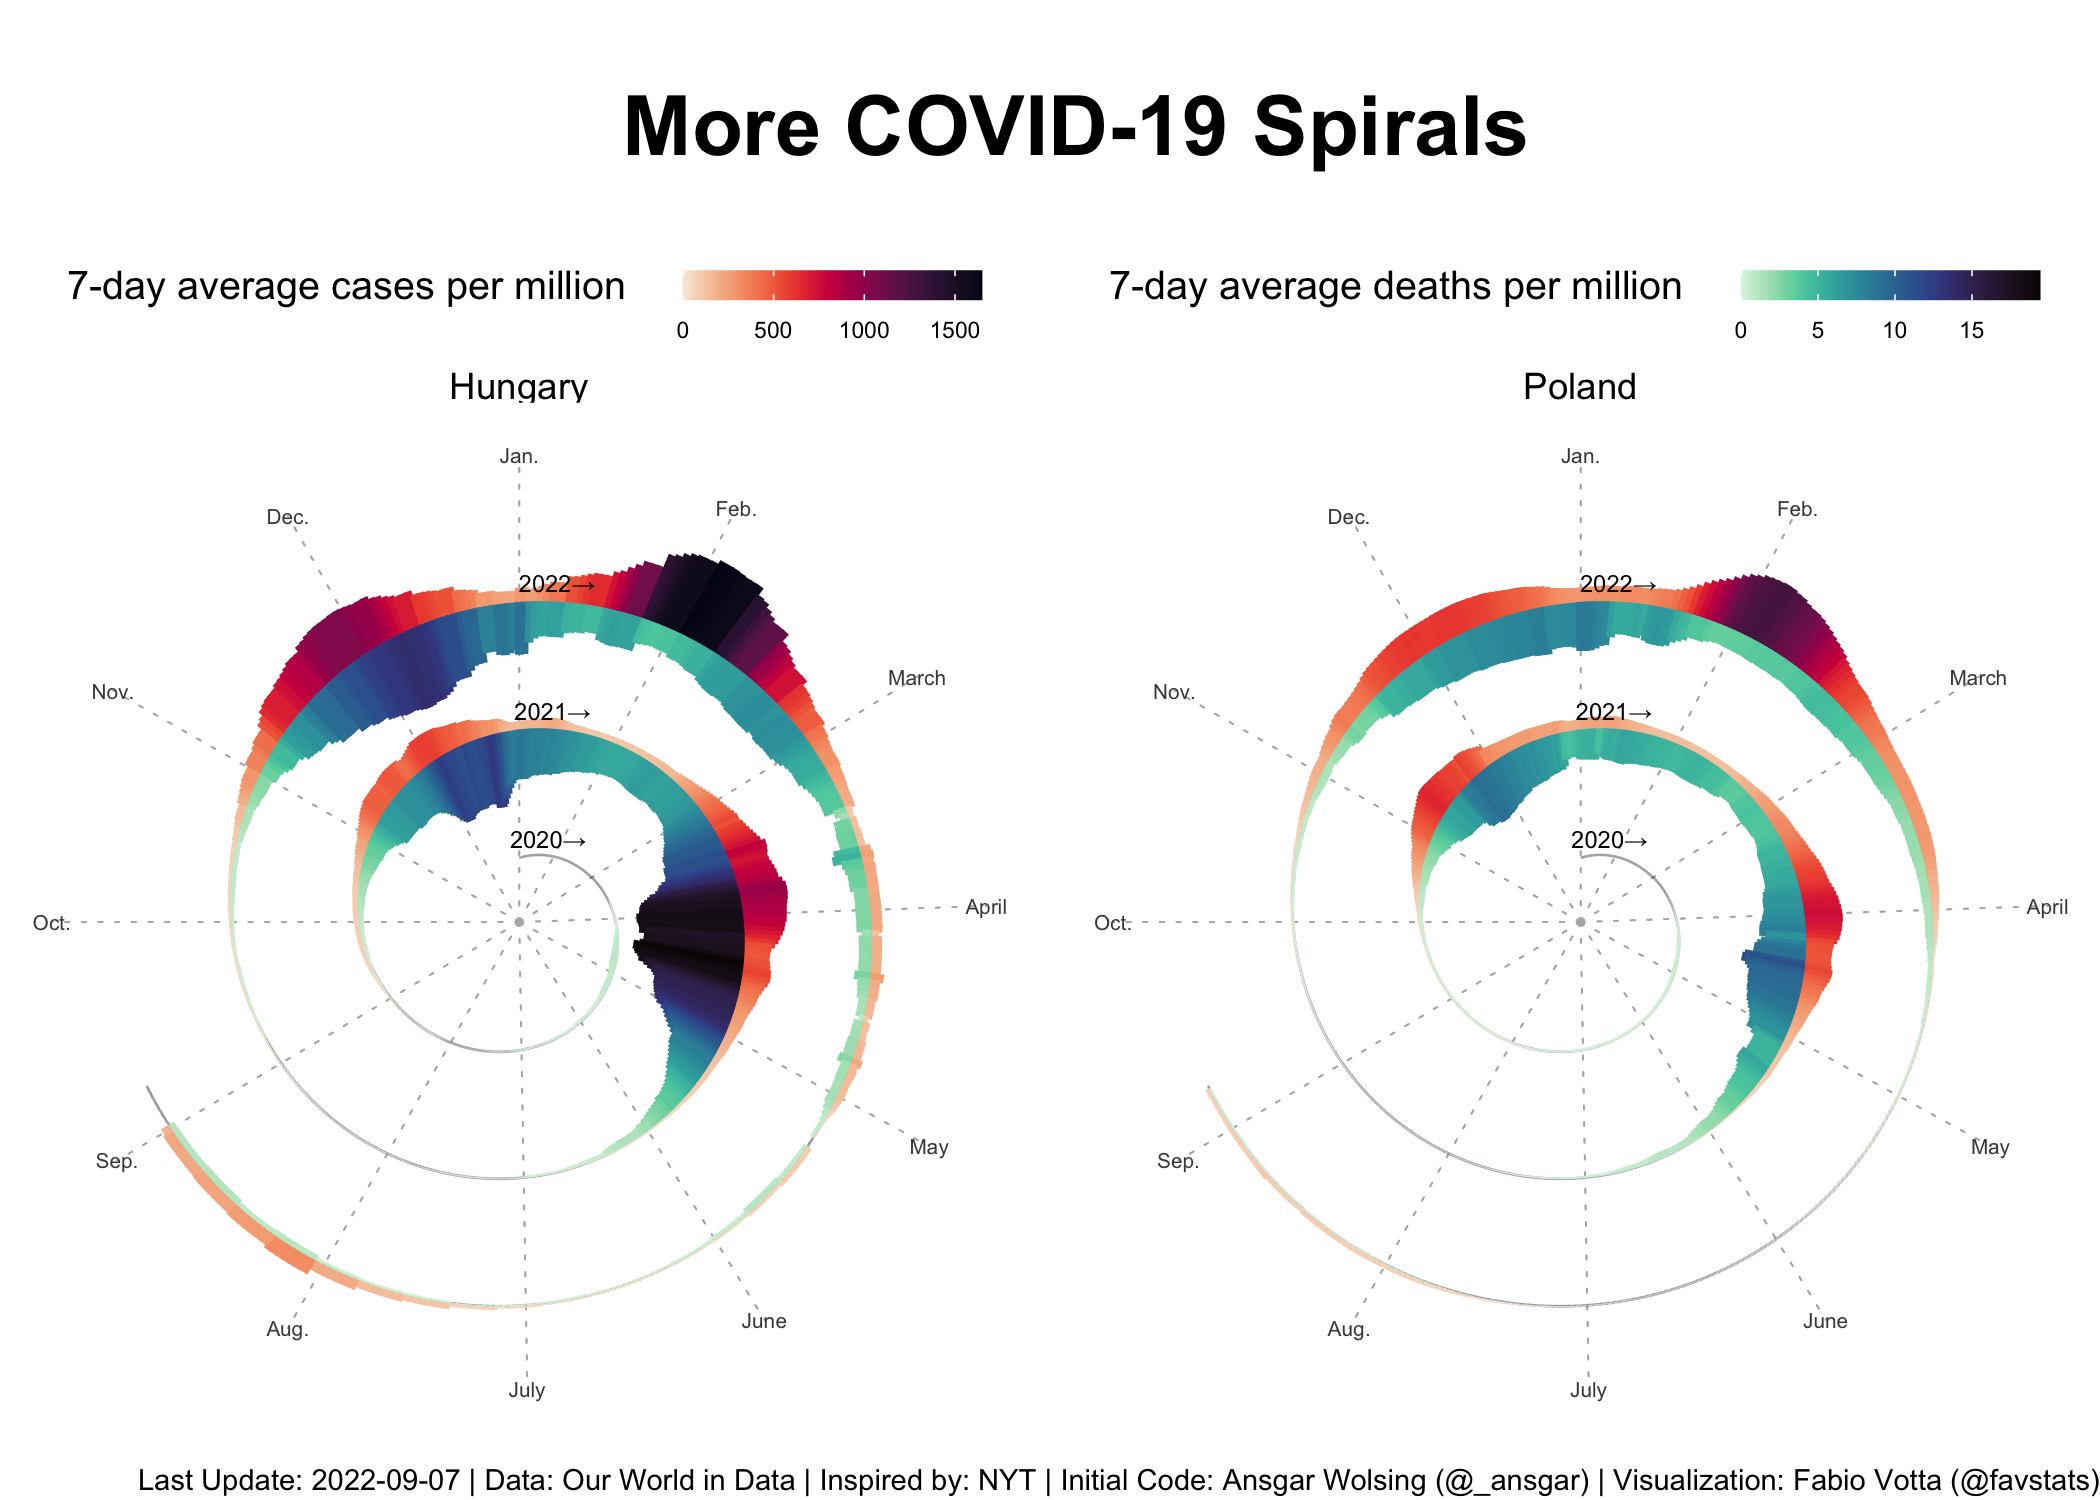 More COVID-19 Spirals
7-day average cases per million
0 500 1000 1500
7-day average deaths per million
0 5 10 15
Hungary
Jan.
Feb.
March
April
May
June
July
Aug.
Sep.
Oct.
Nov.
Dec.
2022→
2021→
2020→
Poland
Jan.
Feb.
March
April
May
June
July
Aug.
Sep.
Oct.
Nov.
Dec.
2022→
2021→
2020→
Last Update: 2022-09-07 | Data: Our World in Data | Inspired by: NYT | Initial Code: Ansgar Wolsing (@_ansgar) | Visualization: Fabio Votta (@favstats)